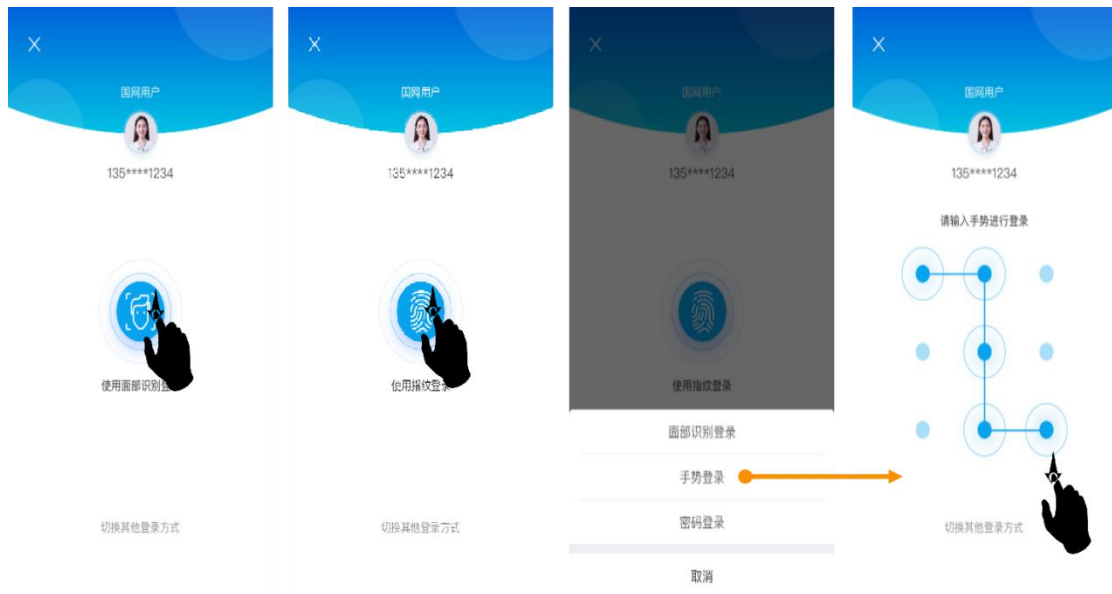 国网用户
135****1234
使用面部识别登
切换其他登录方式
国网用户
135****1234
使用指纹登录
切换其他登录方式
国网用户
135****1234
使用指纹登录
面部识别登录
手势登录
密码登录
取消
国网用户
135****1234
请输入手势进行登录
切换其他登录方式